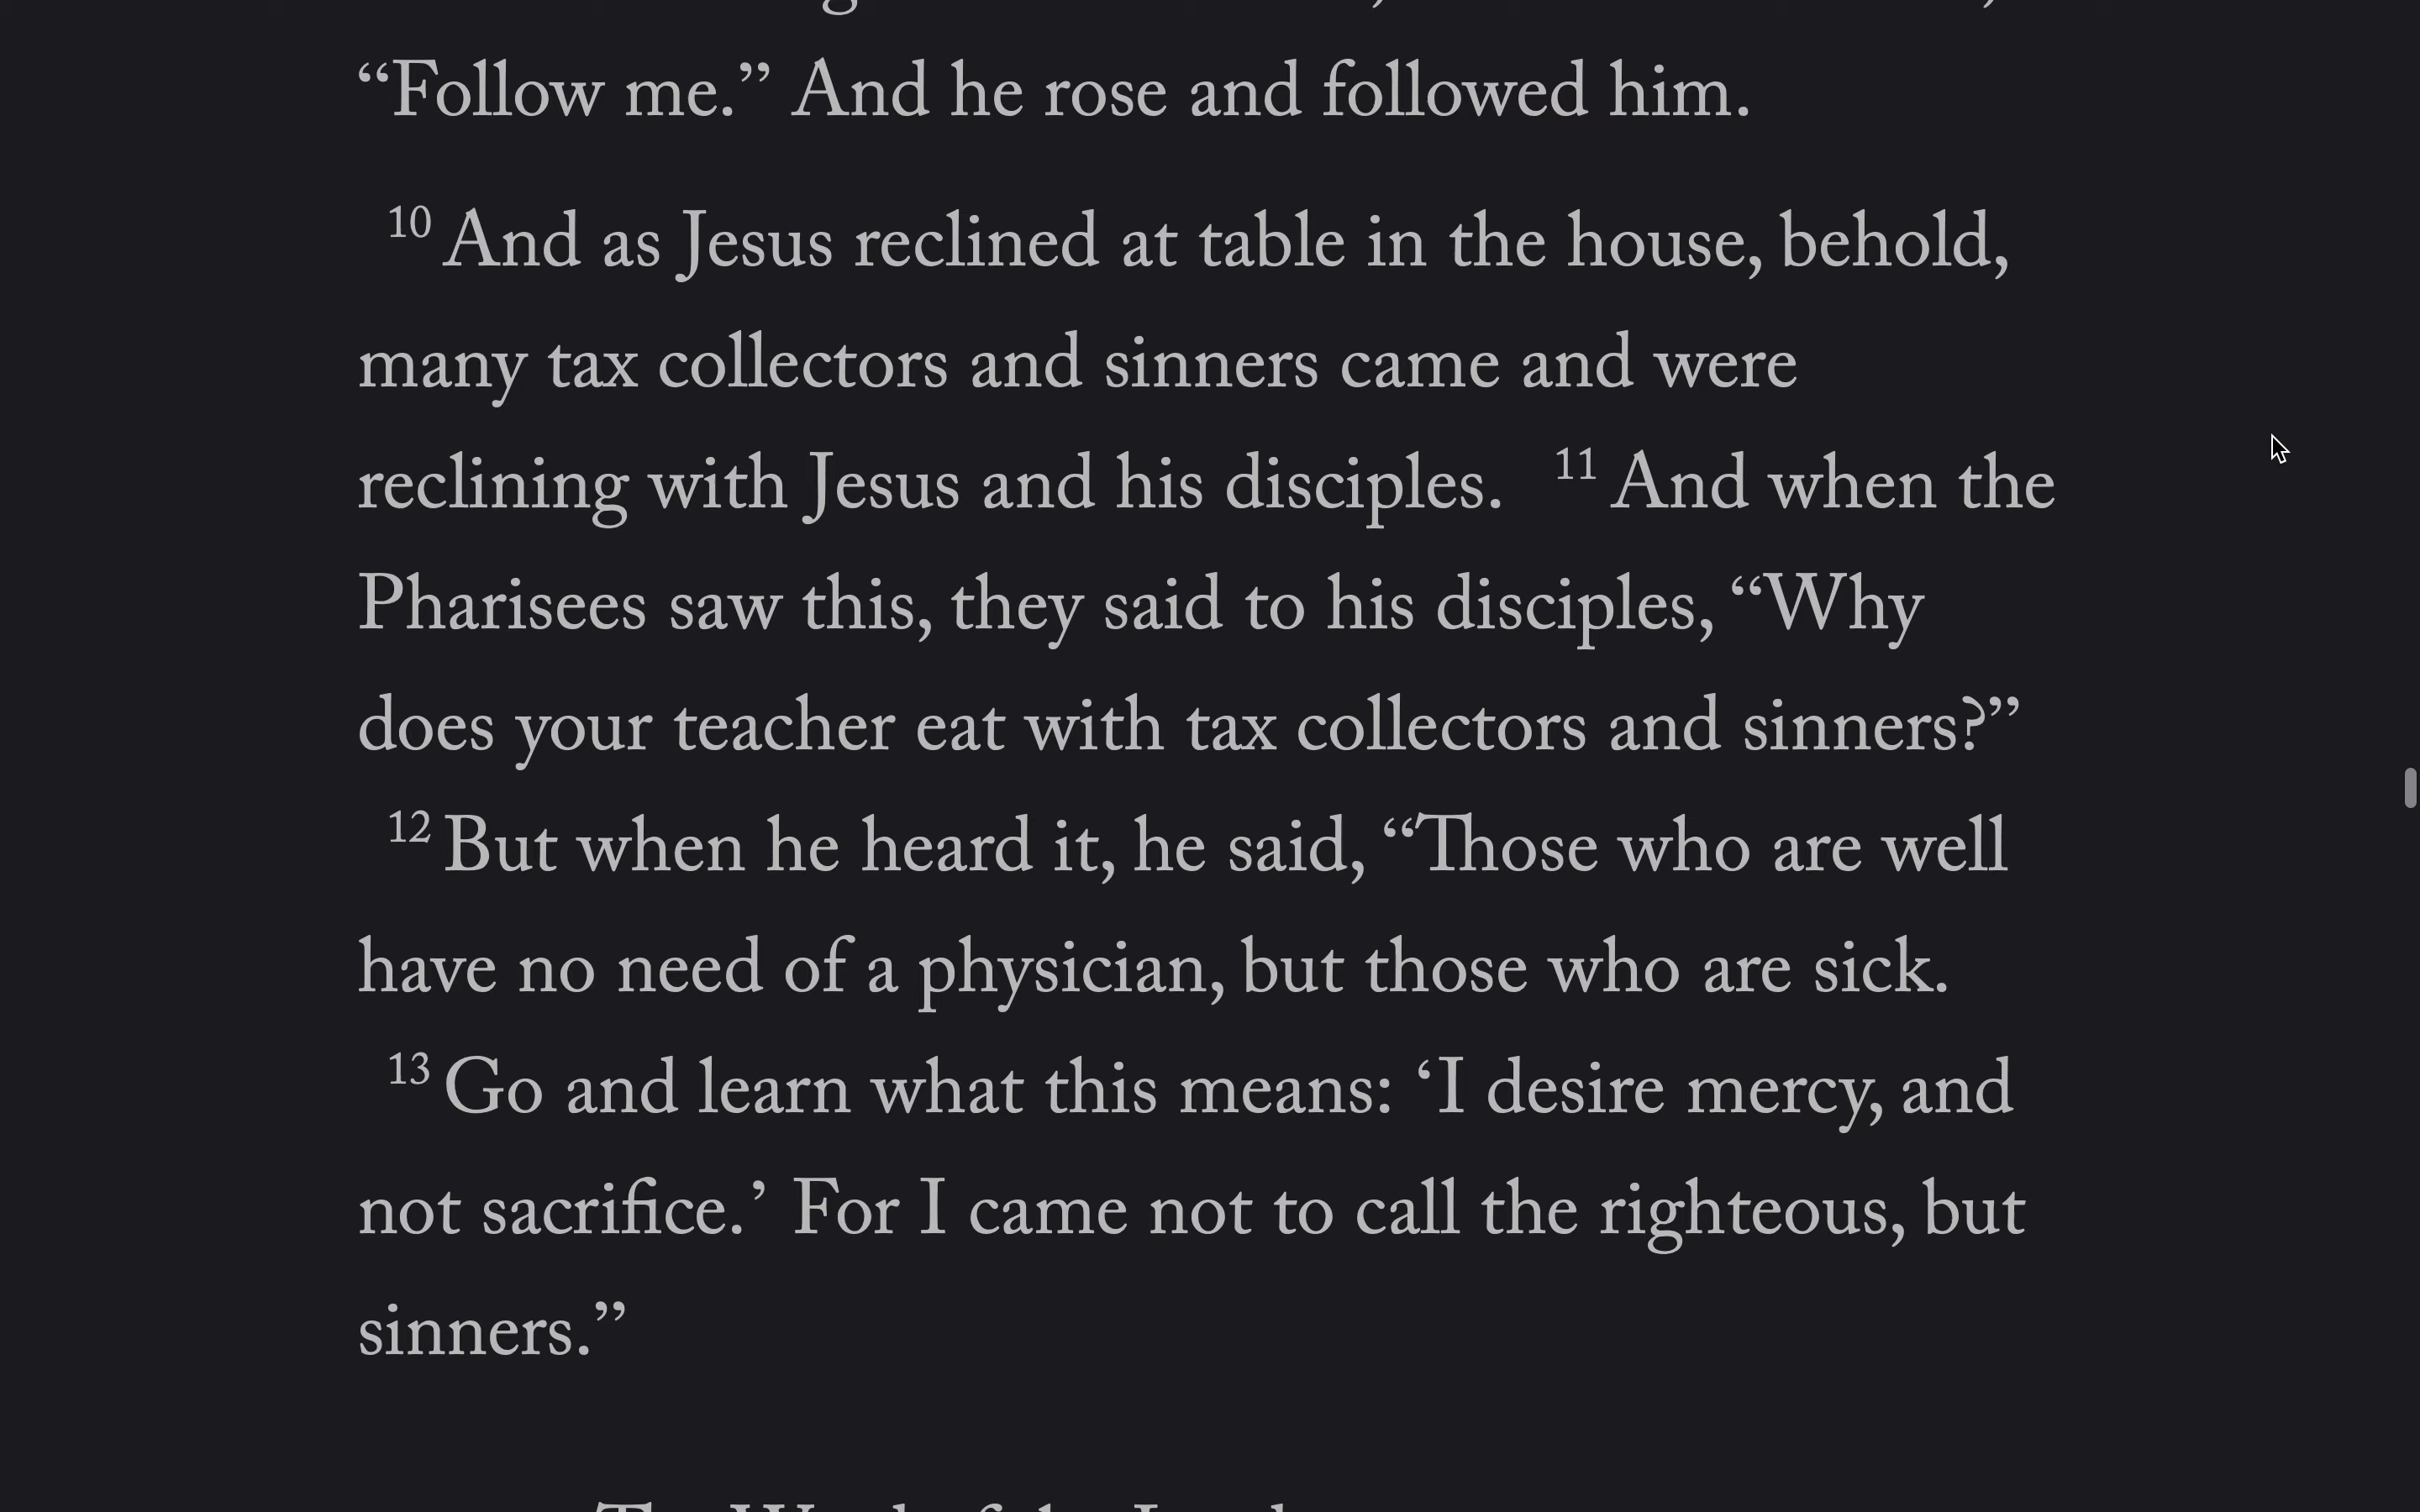 “Follow me.” And he rose and followed him.
10 And as Jesus reclined at table in the house, behold,
many tax collectors and sinners came and were
reclining with Jesus and his disciples. 11 And when the
Pharisees saw this, they said to his disciples, “Why
does your teacher eat with tax collectors and sinners?”
12 But when he heard it, he said, “Those who are well
have no need of a physician, but those who are sick.
13 Go and learn what this means: ‘I desire mercy, and
not sacrifice.’ For I came not to call the righteous, but
sinners.”